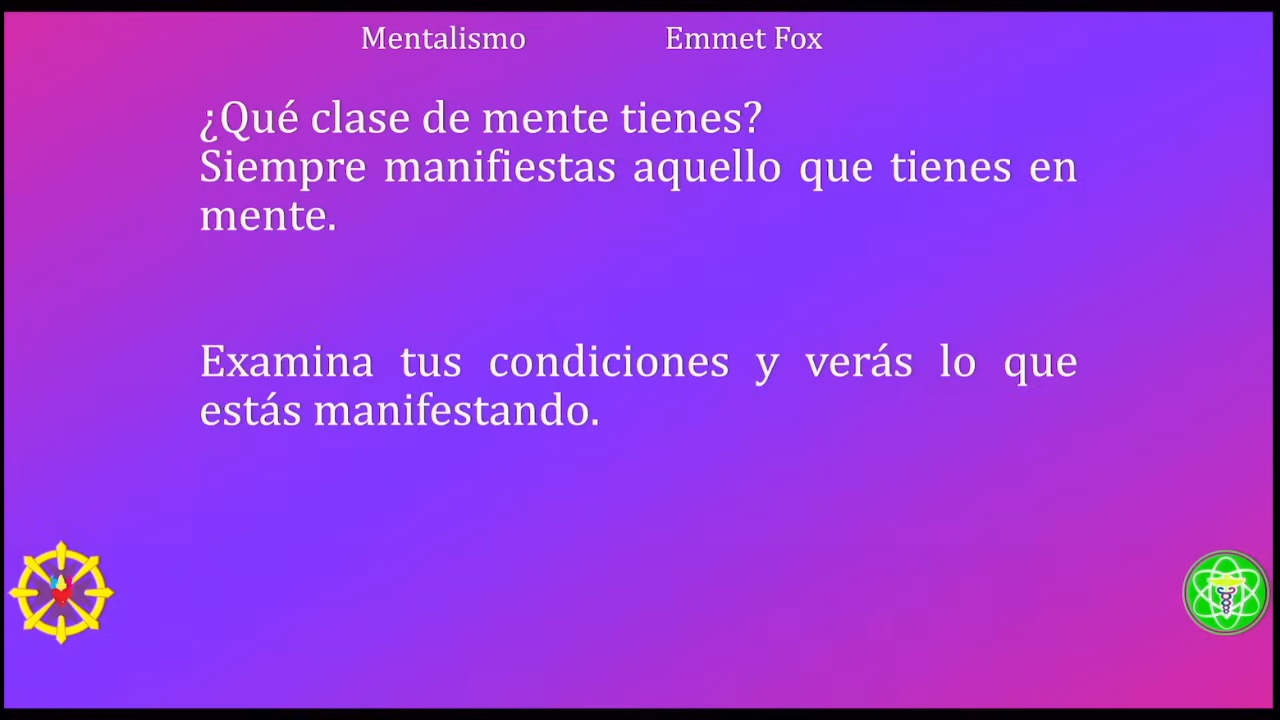 Mentalismo Emmet Fox
¿Qué clase de mente tienes?
Siempre manifiestas aquello que tienes en
mente.
Examina tus condiciones y verás lo que
estás manifestando.